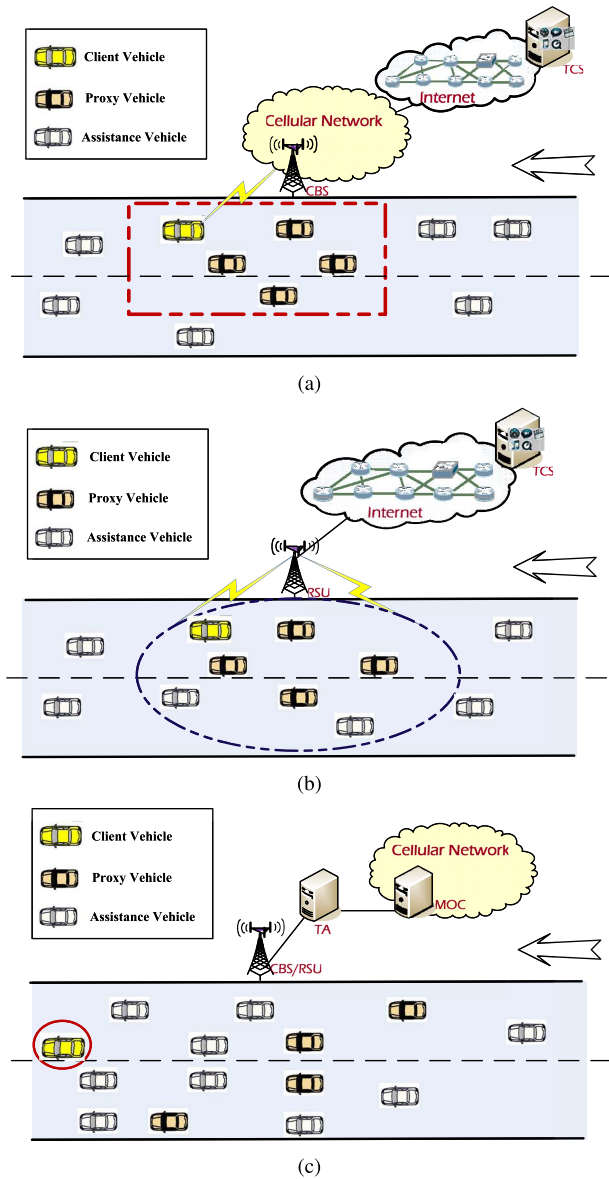 Client Vehicle
Proxy Vehicle
Assistance Vehicle
TCS
Internet
Cellular Network
CBS
(a)
Client Vehicle
Proxy Vehicle
Assistance Vehicle
TCS
Internet
RSU
(b)
Client Vehicle
Proxy Vehicle
Assistance Vehicle
Cellular Network
MOC
TA
CBS/RSU
(c)